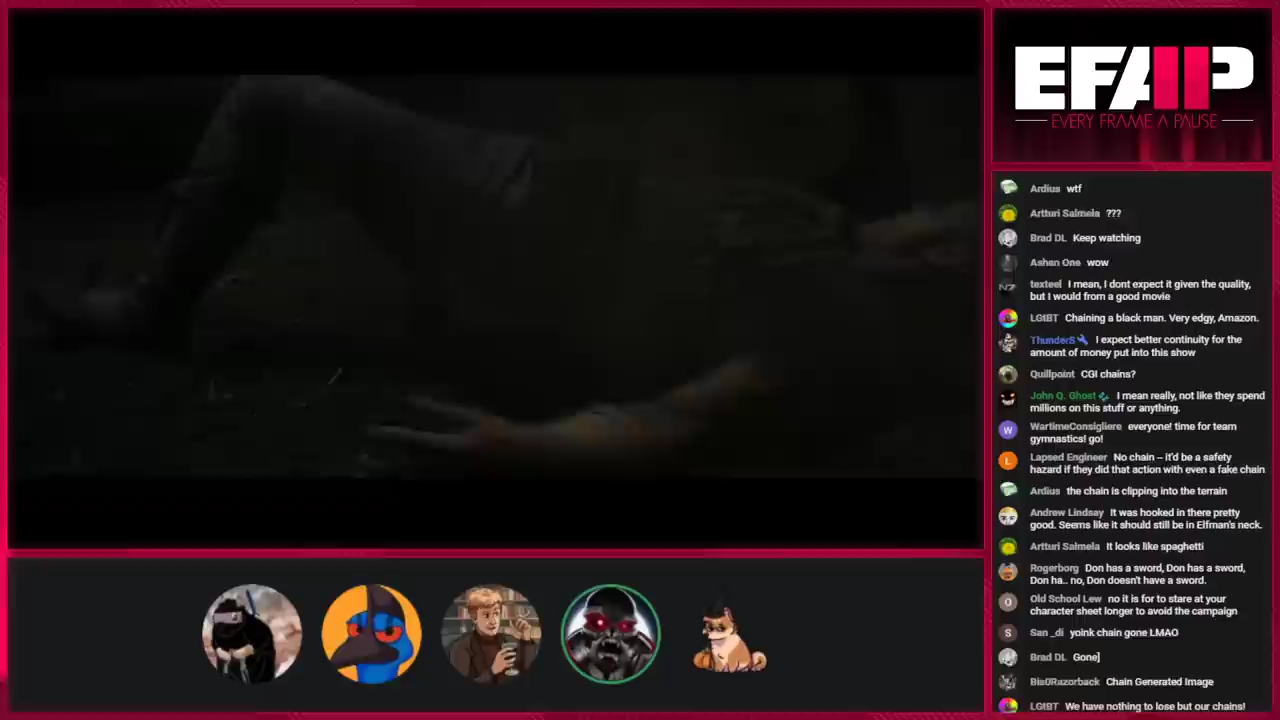 EFAP
EVERY FRAME A PAUSE
Ardius wtf
Artturi Salmela ???
Brad DL Keep watching
Ashan One wow
texteel I mean, I dont expect it given the quality,
but I would from a good movie
LGtBT Chaining a black man. Very edgy, Amazon.
ThunderS I expect better continuity for the
amount of money put into this show
Quillpoint CGI chains?
John Q. Ghost I mean really, not like they spend
millions on this stuff or anything.
W WartimeConsigliere everyone! time for team
gymnastics! go!
L Lapsed Engineer No chain – it'd be a safety
hazard if they did that action with even a fake chain
Ardius the chain is clipping into the terrain
Andrew Lindsay It was hooked in there pretty
good. Seems like it should still be in Elfman's neck.
Artturi Salmela It looks like spaghetti
Rogerborg Don has a sword, Don has a sword,
Don ha.. no, Don doesn't have a sword.
O Old School Lew no it is for to stare at your
character sheet longer to avoid the campaign
S San _di yoink chain gone LMAO
Brad DL Gone]
Bis0Razorback Chain Generated Image
LGtBT We have nothing to lose but our chains!